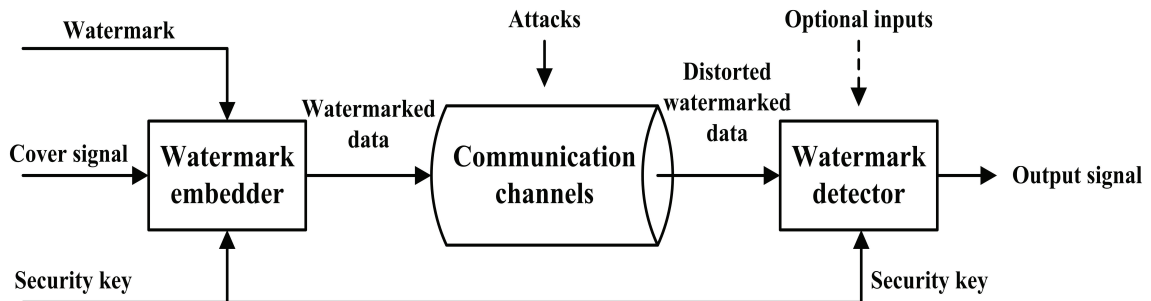 Attacks
Optional inputs
Watermark
Distorted
watermarked
data
Watermarked
data
Cover signal
Watermark
embedder
Communication
channels
Watermark
detector
Output signal
Security key
Security key